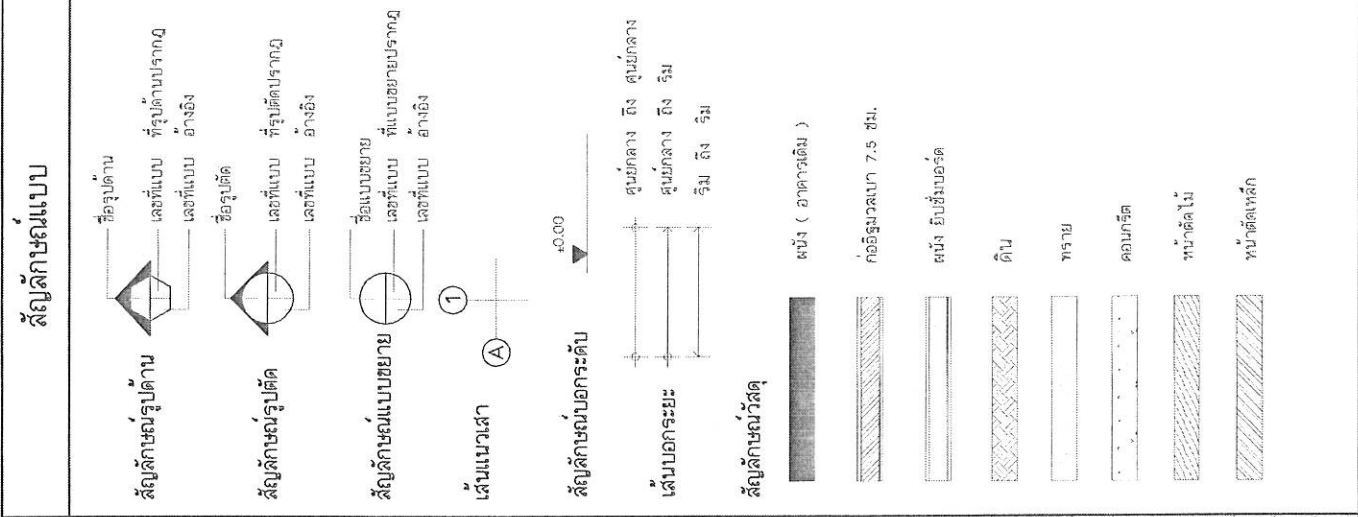 สัญลักษณ์แบบ
สัญลักษณ์รูปด้าน
ชื่อรูปด้าน
เลขที่แบบ ที่รูปด้านปรากฎ
เลขที่แบบ อ้างอิง
สัญลักษณ์รูปตัด
ชื่อรูปตัด
เลขที่แบบ ที่รูปตัดปรากฎ
เลขที่แบบ อ้างอิง
สัญลักษณ์แบบขยาย
ชื่อแบบขยาย
เลขที่แบบ ที่แบบขยายปรากฎ
เลขที่แบบ อ้างอิง
เส้นแนวเสา
A
1
สัญลักษณ์บอกระดับ
±0.00
เส้นบอกระยะ
ศูนย์กลาง ถึง ศูนย์กลาง
ศูนย์กลาง ถึง ริม
ริม ถึง ริม
สัญลักษณ์วัสดุ
ผนัง ( อาคารเดิม )
ก่ออิฐมวลเบา 7.5 ซม.
ผนัง ยิปซั่มบอร์ด
ดิน
ทราย
คอนกรีต
หน้าตัดไม้
หน้าตัดเหล็ก